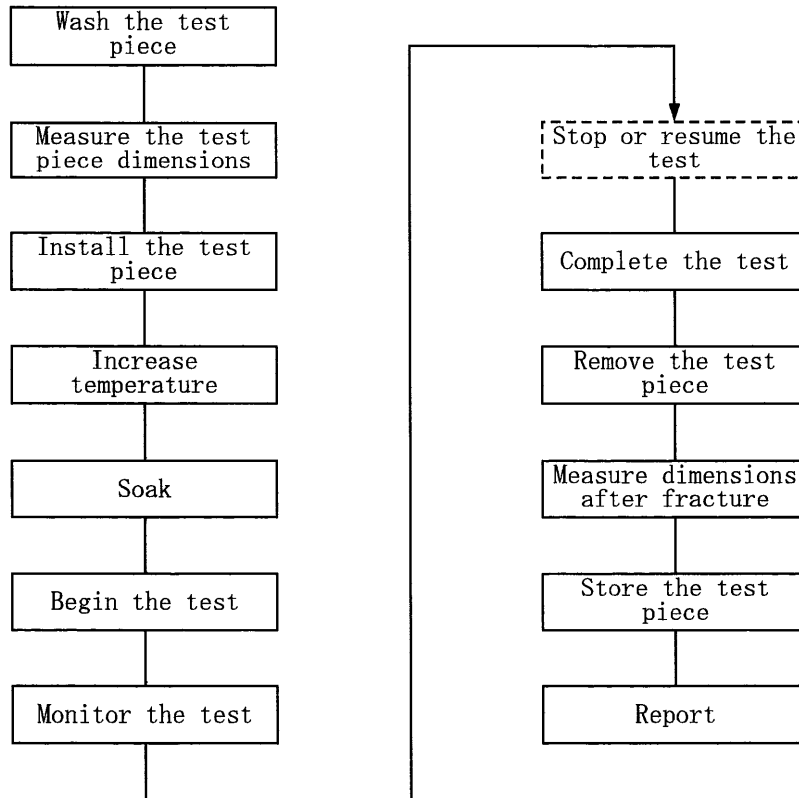 Wash the test
piece
Measure the test
piece dimensions
Install the test
piece
Increase
temperature
Soak
Begin the test
Monitor the test
Stop or resume the
test
Complete the test
Remove the test
piece
Measure dimensions
after fracture
Store the test
piece
Report